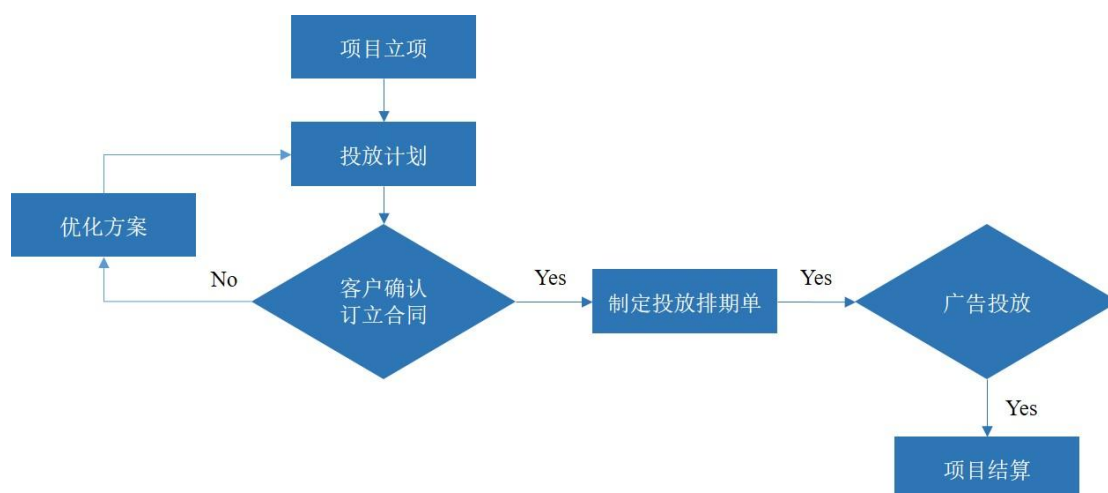 项目立项
投放计划
优化方案
No
客户确认
订立合同
Yes
制定投放排期单
Yes
广告投放
Yes
项目结算